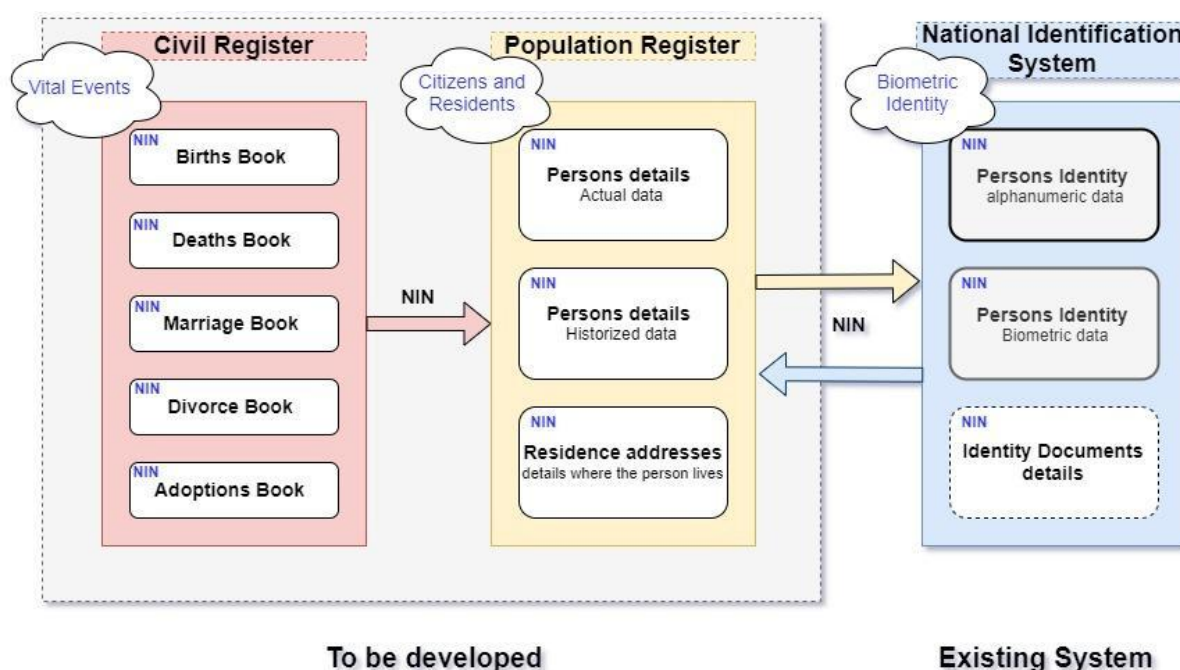 Civil Register
Vital Events
NIN
Births Book
NIN
Deaths Book
NIN
Marriage Book
NIN
Divorce Book
NIN
Adoptions Book
NIN
Population Register
Citizens and
Residents
NIN
Persons details
Actual data
NIN
Persons details
Historized data
NIN
Residence addresses
details where the person lives
NIN
National Identification
System
Biometric
Identity
NIN
Persons Identity
alphanumeric data
NIN
Persons Identity
Biometric data
NIN
Identity Documents
details
To be developed
Existing System